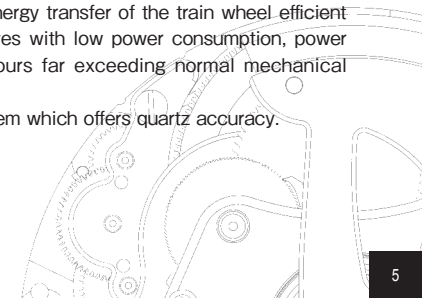 nergy transfer of the train wheel efficient
es with low power consumption, power
ours far exceeding normal mechanical
em which offers quartz accuracy.
5